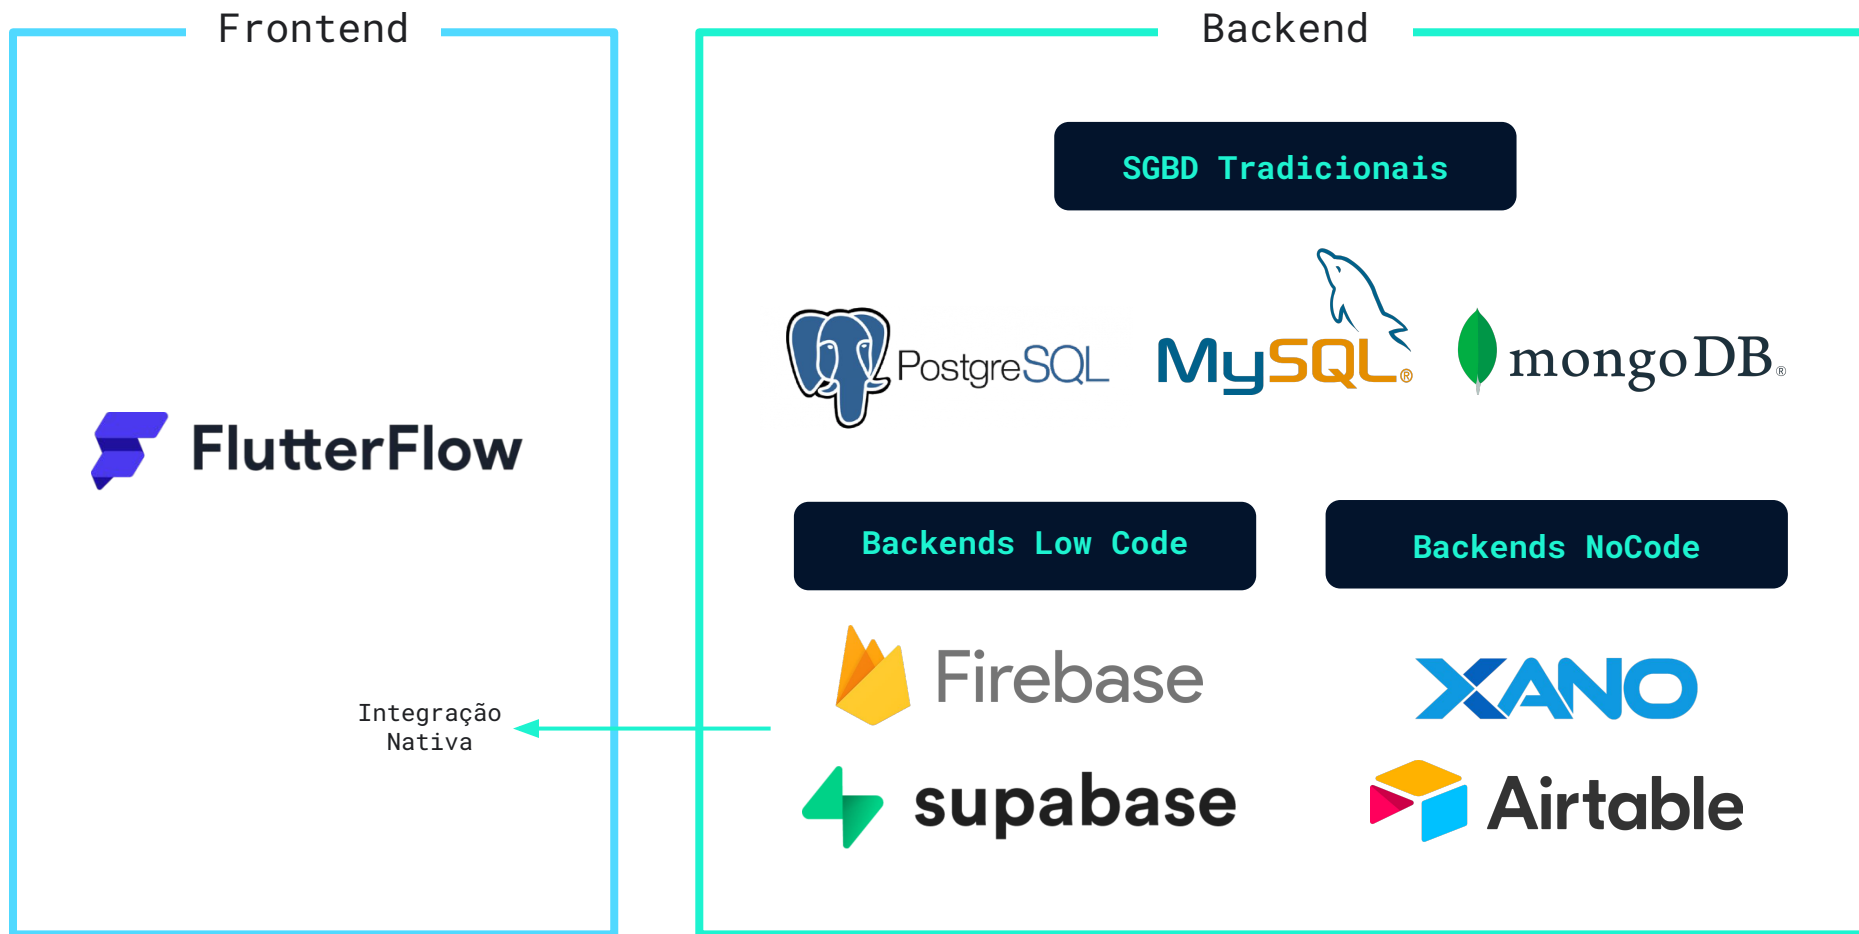 Frontend
Backend
SGBD Tradicionais
PostgreSQL
MySQL®
mongoDB®
FlutterFlow
Backends Low Code
Backends NoCode
Firebase
XANO
Integração
Nativa
supabase
Airtable